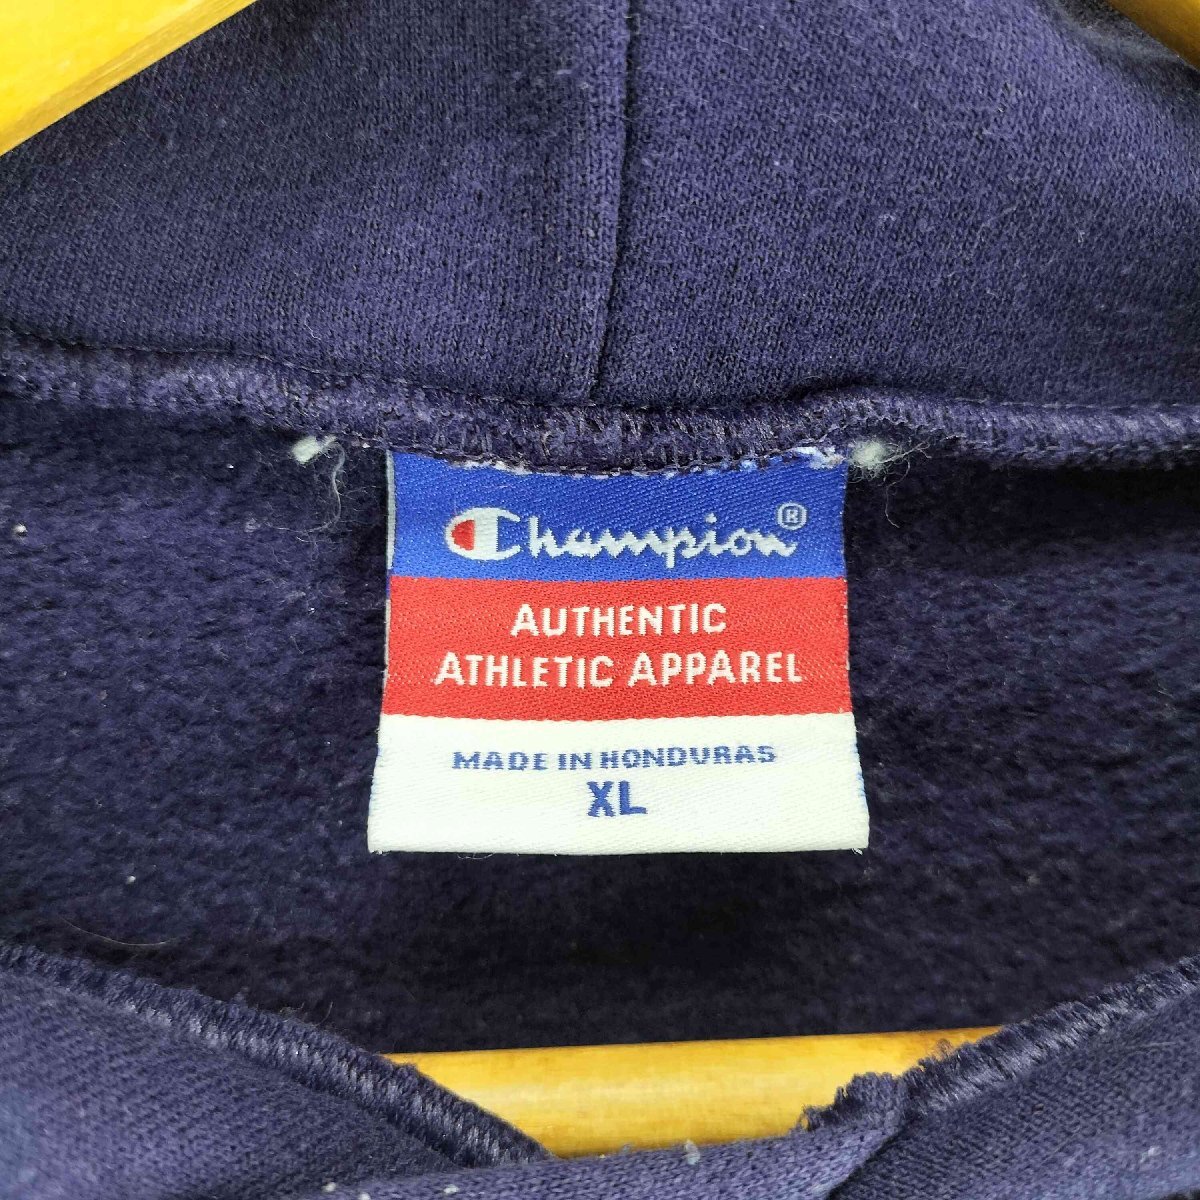 Champion®
AUTHENTIC
ATHLETIC APPAREL
MADE IN HONDURAS
XL